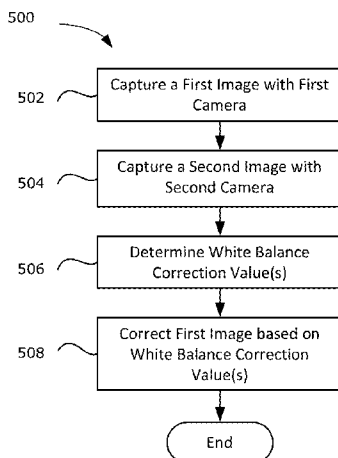 500
502
Capture a First Image with First
Camera
504
Capture a Second Image with
Second Camera
506
Determine White Balance
Correction Value(s)
508
Correct First Image based on
White Balance Correction
Value(s)
End